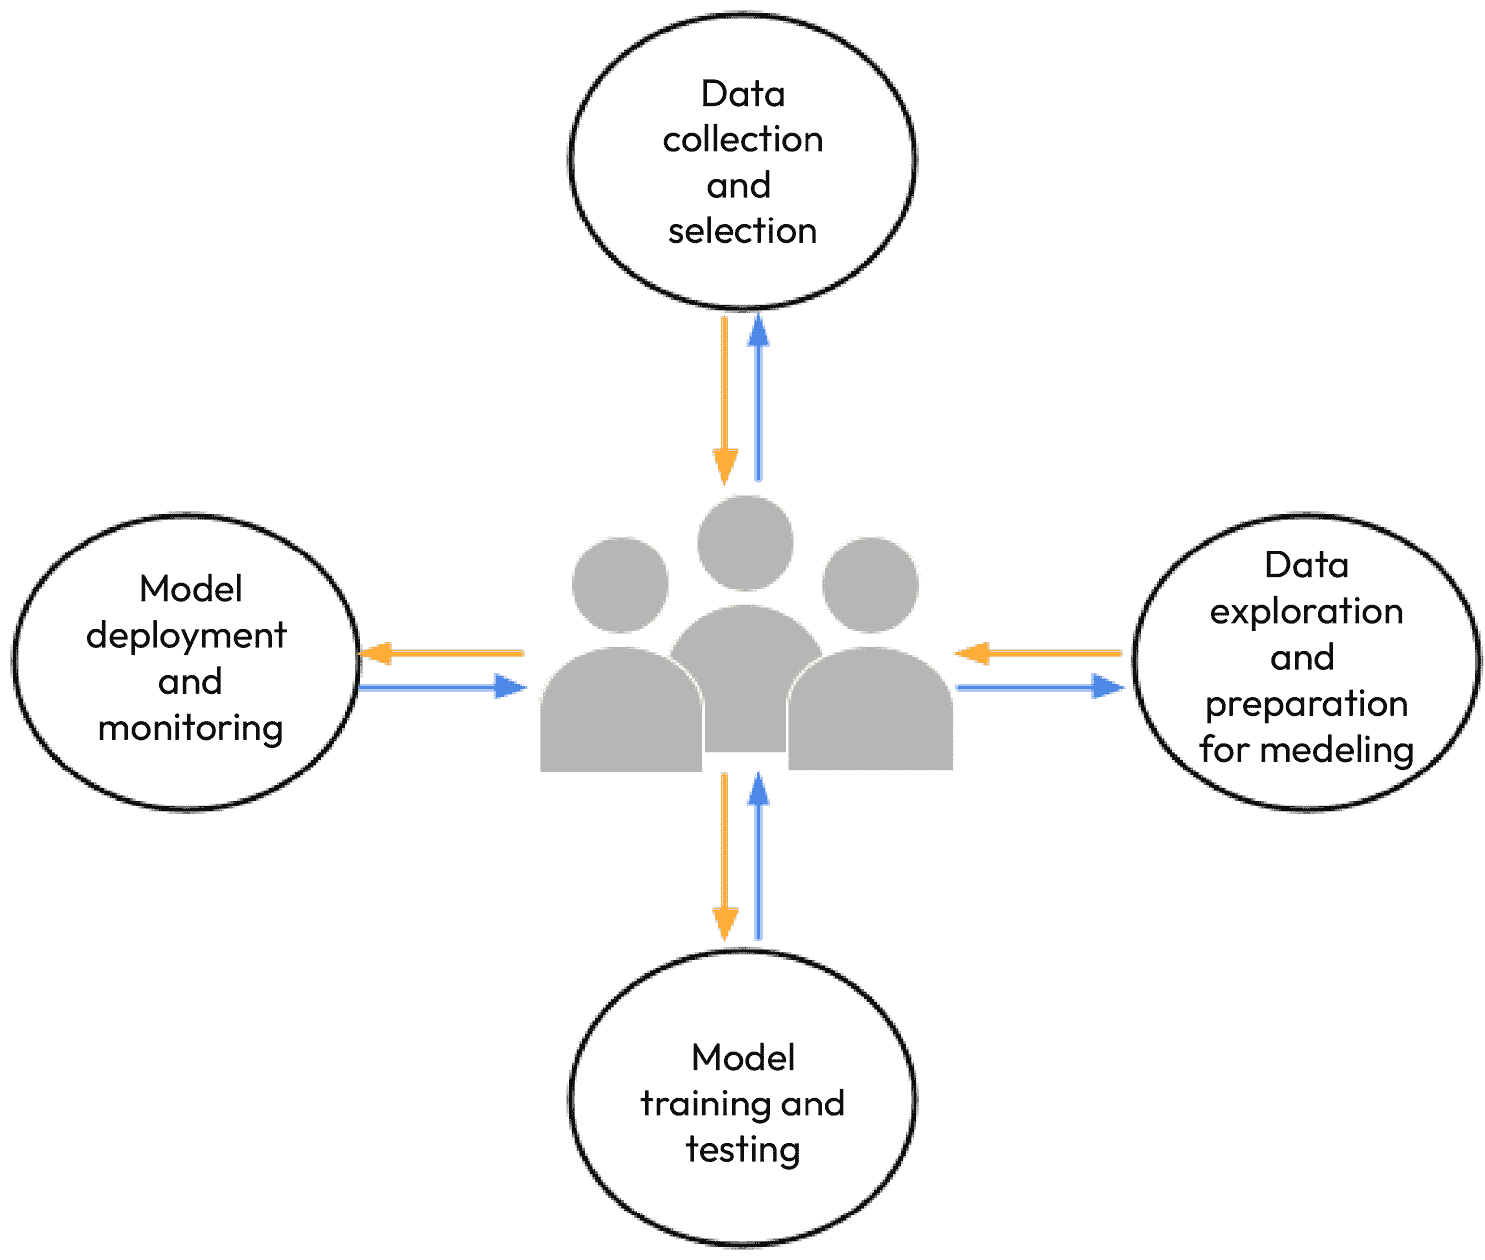 Data
collection
and
selection
Model
deployment
and
monitoring
Data
exploration
and
preparation
for medeling
Model
training and
testing